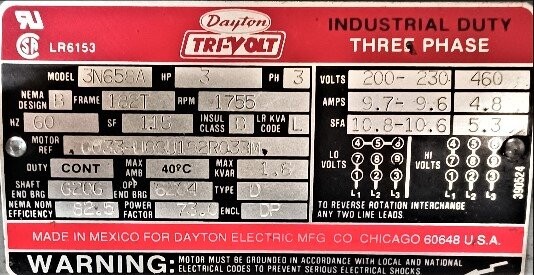 Dayton
INDUSTRIAL DUTY
TRI-VOLT
THREE PHASE
LR6153
MODEL 3N658A HP 3 PH 3
VOLTS 200-230 460
NEMA DESIGN B FRAME 182T RPM 1755
AMPS 9.7-9.6 4.8
HZ 60 SF 1.15 INSUL CLASS B LR KVA CODE L
SFA 10.8-10.6 5.3
MOTOR REF
DUTY CONT MAX AMB 40°C MAX KVAR 1.6
LO VOLTS
HI VOLTS
SHAFT END BRG OPP END BRG TYPE D
L1 L2 L3 L1 L2 L3
390524
NEMA NOM EFFICIENCY 82.5 POWER FACTOR ENCL DP
TO REVERSE ROTATION INTERCHANGE
ANY TWO LINE LEADS.
MADE IN MEXICO FOR DAYTON ELECTRIC MFG CO CHICAGO 60648 U.S.A.
WARNING: MOTOR MUST BE GROUNDED IN ACCORDANCE WITH LOCAL AND NATIONAL
ELECTRICAL CODES TO PREVENT SERIOUS ELECTRICAL SHOCKS